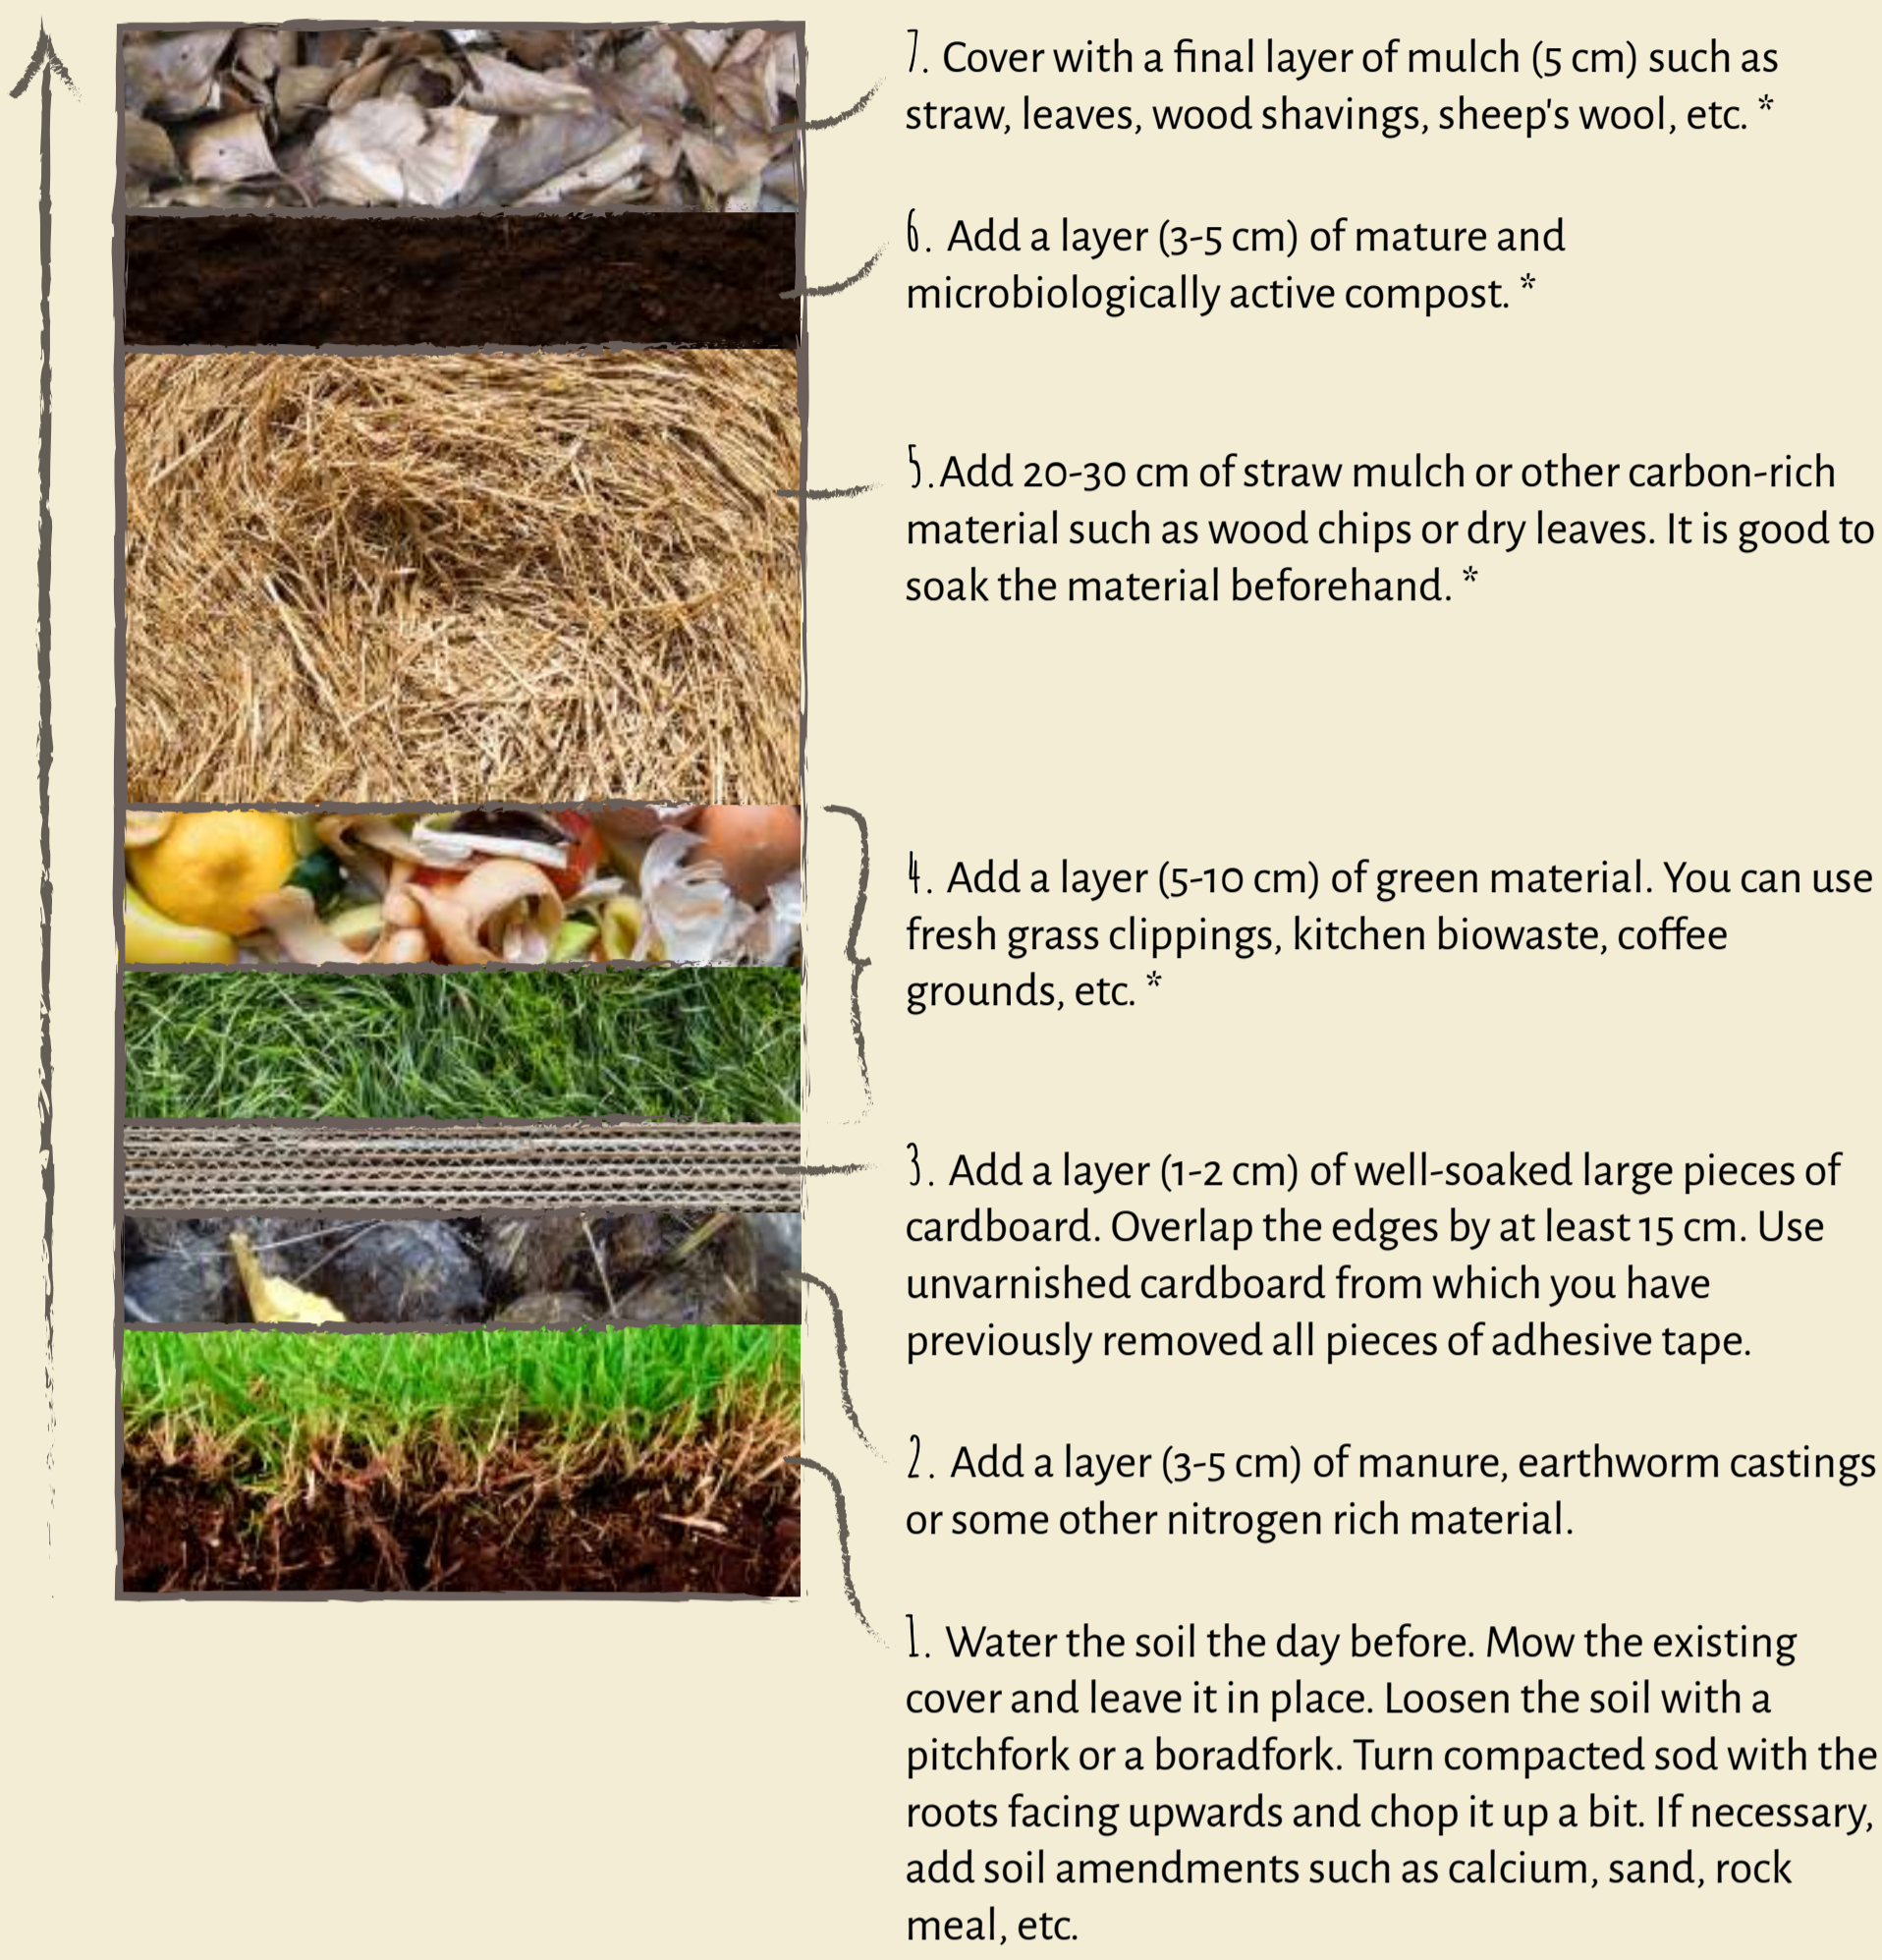 7. Cover with a final layer of mulch (5 cm) such as
straw, leaves, wood shavings, sheep's wool, etc. *
6. Add a layer (3-5 cm) of mature and
microbiologically active compost. *
5.Add 20-30 cm of straw mulch or other carbon-rich
material such as wood chips or dry leaves. It is good to
soak the material beforehand. *
4. Add a layer (5-10 cm) of green material. You can use
fresh grass clippings, kitchen biowaste, coffee
grounds, etc. *
3. Add a layer (1-2 cm) of well-soaked large pieces of
cardboard. Overlap the edges by at least 15 cm. Use
unvarnished cardboard from which you have
previously removed all pieces of adhesive tape.
2. Add a layer (3-5 cm) of manure, earthworm castings
or some other nitrogen rich material.
1. Water the soil the day before. Mow the existing
cover and leave it in place. Loosen the soil with a
pitchfork or a boradfork. Turn compacted sod with the
roots facing upwards and chop it up a bit. If necessary,
add soil amendments such as calcium, sand, rock
meal, etc.